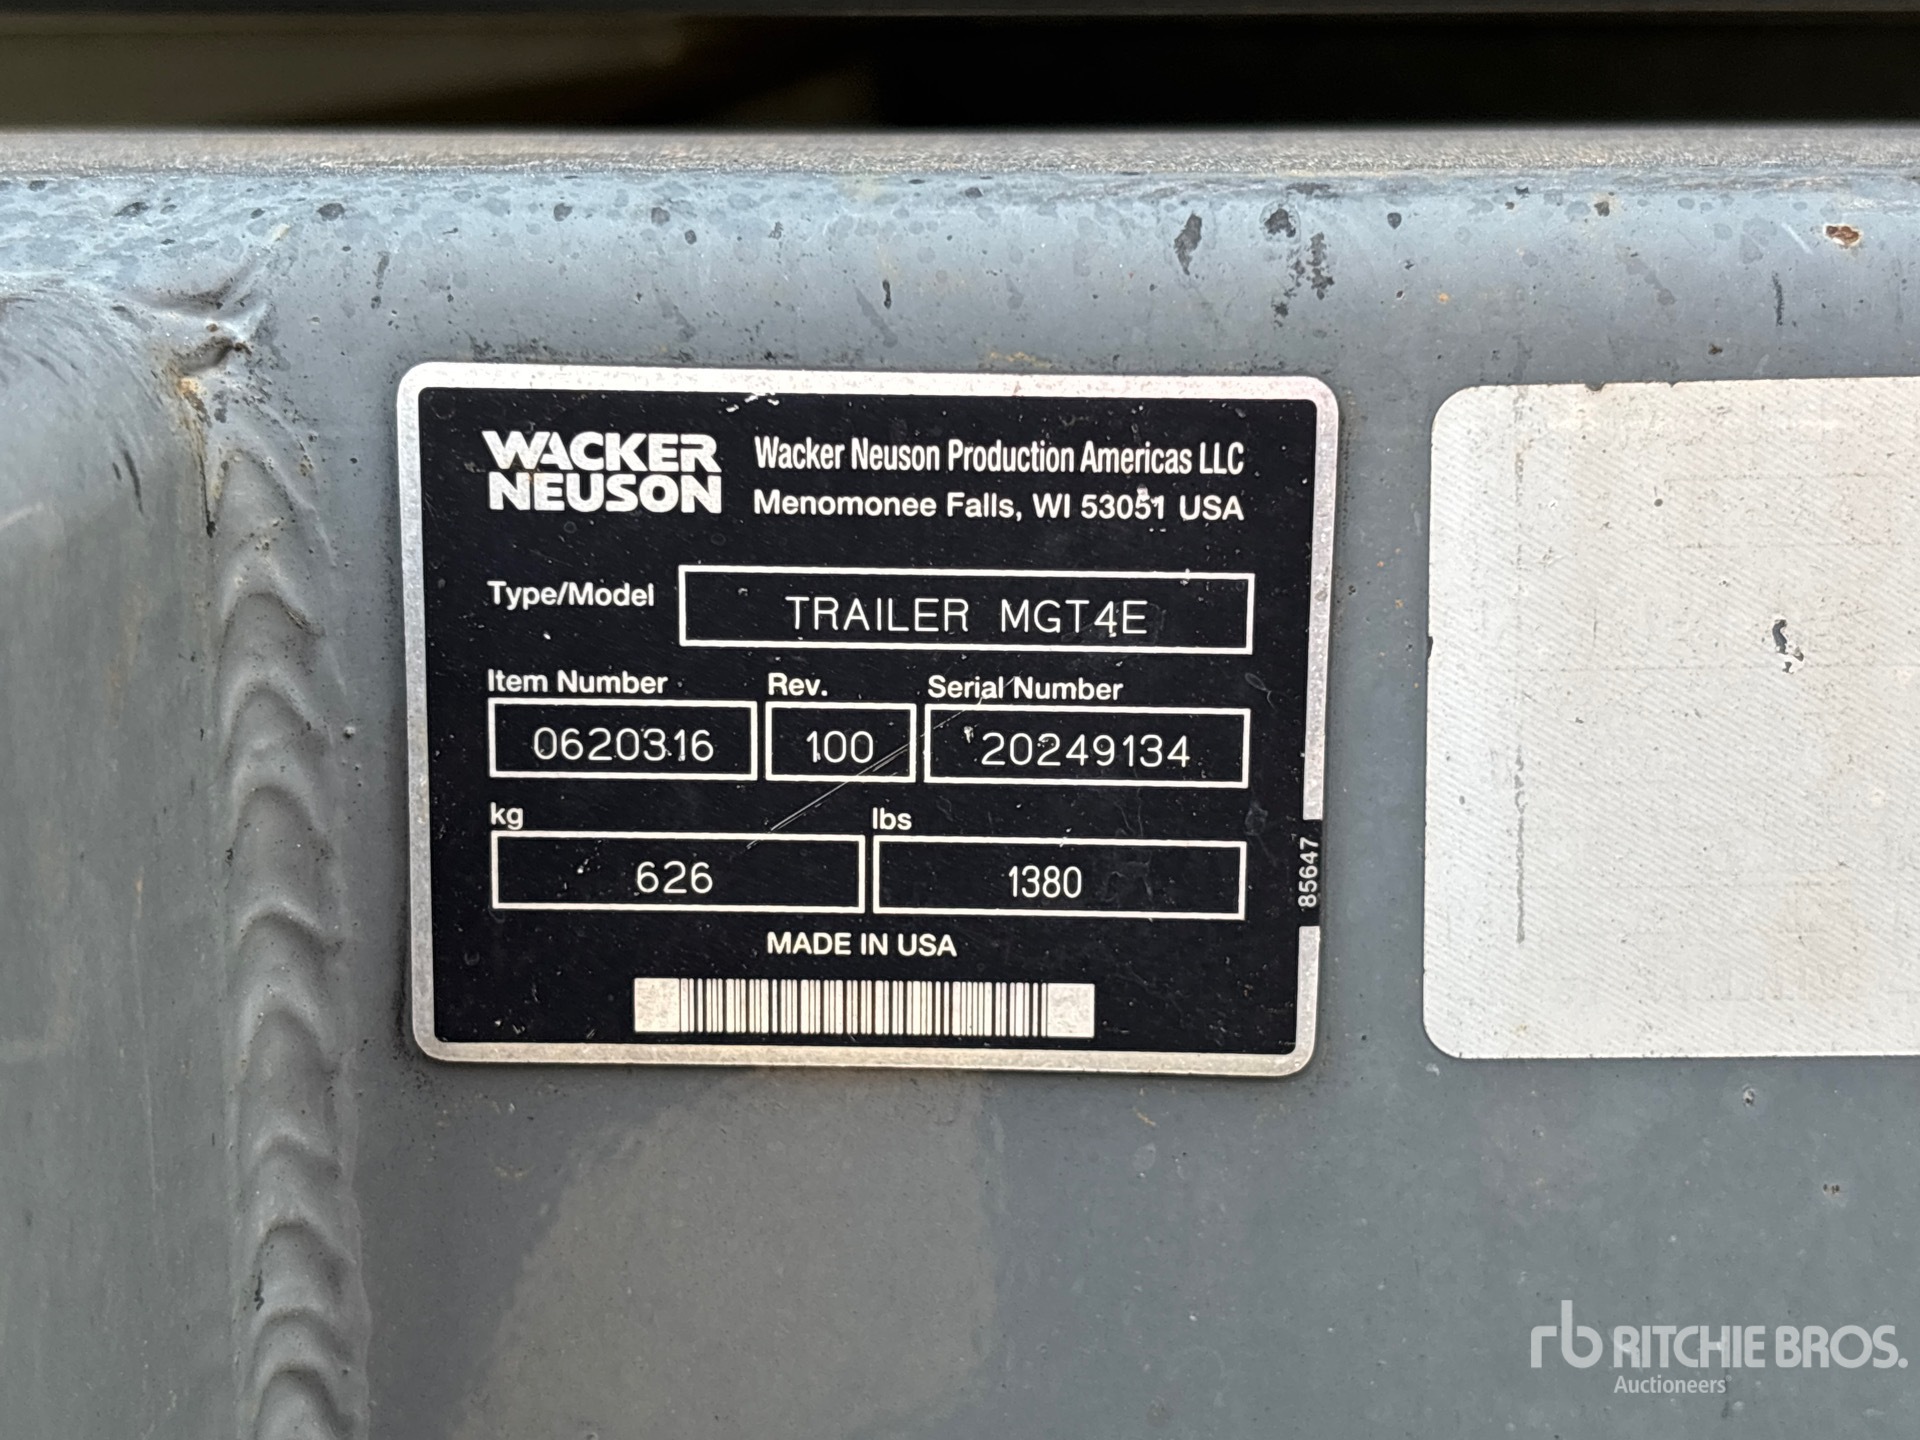 WACKER
NEUSON
Wacker Neuson Production Americas LLC
Menomonee Falls, WI 53051 USA
Type/Model
TRAILER MGT4E
Item Number
Rev.
Serial Number
0620316
100
20249134
kg
lbs
626
1380
85647
MADE IN USA
rb RITCHIE BROS.
Auctioneers